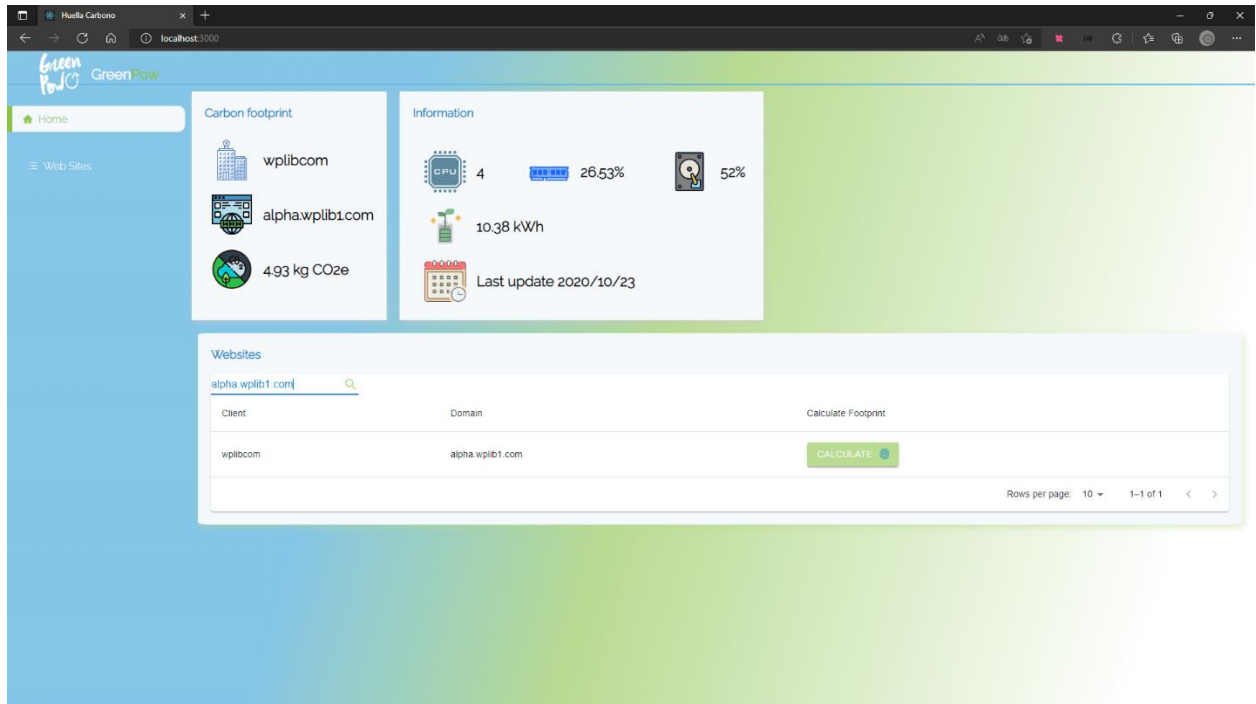 Huella Carbono
localhost:3000
Green
Pow
GreenPow
Home
Web Sites
Carbon footprint
wplibcom
alpha.wplib1.com
4.93 kg CO2e
Information
CPU 4 26.53% 52%
10.38 kWh
Last update 2020/10/23
Websites
alpha.wplib1.com
Client Domain Calculate Footprint
wplibcom alpha.wplib1.com CALCULATE
Rows per page: 10 1–1 of 1